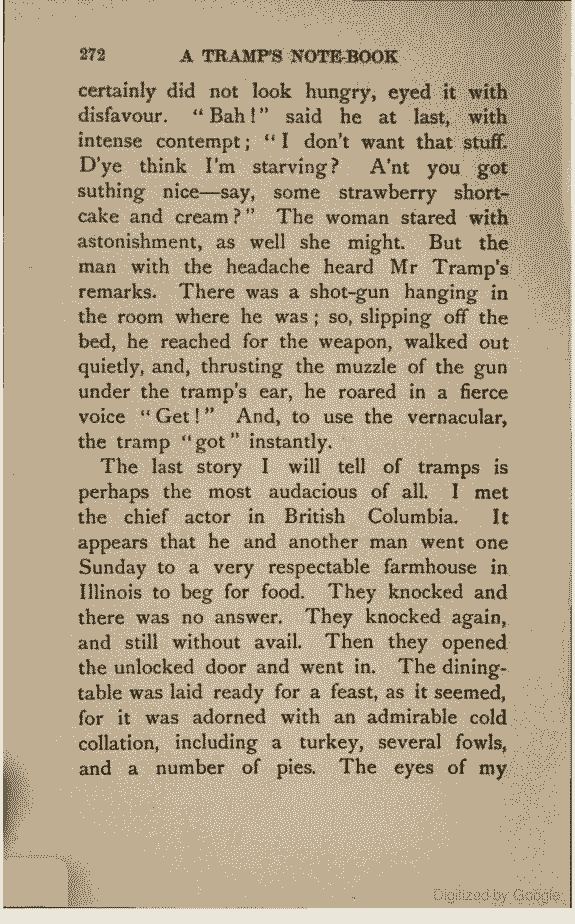 272 A TRAMP'S NOTE-BOOK
certainly did not look hungry, eyed it with
disfavour. "Bah!" said he at last, with
intense contempt; "I don't want that stuff.
D'ye think I'm starving? A'nt you got
suthing nice—say, some strawberry short-
cake and cream?" The woman stared with
astonishment, as well she might. But the
man with the headache heard Mr Tramp's
remarks. There was a shot-gun hanging in
the room where he was; so, slipping off the
bed, he reached for the weapon, walked out
quietly, and, thrusting the muzzle of the gun
under the tramp's ear, he roared in a fierce
voice "Get!" And, to use the vernacular,
the tramp "got" instantly.
The last story I will tell of tramps is
perhaps the most audacious of all. I met
the chief actor in British Columbia. It
appears that he and another man went one
Sunday to a very respectable farmhouse in
Illinois to beg for food. They knocked and
there was no answer. They knocked again,
and still without avail. Then they opened
the unlocked door and went in. The dining-
table was laid ready for a feast, as it seemed,
for it was adorned with an admirable cold
collation, including a turkey, several fowls,
and a number of pies. The eyes of my
Digitized by Google